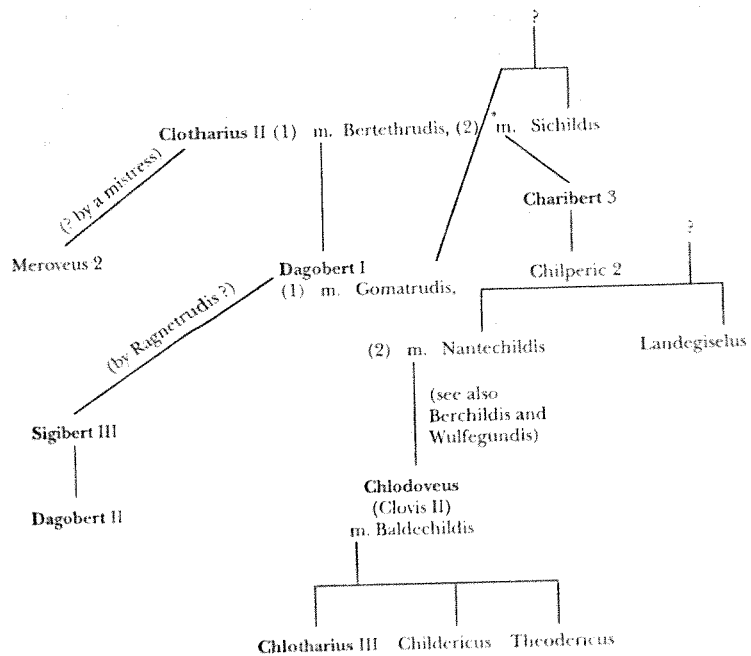 ?
Clotharius II (1) m. Bertethrudis, (2) *m. Sichildis
(? by a mistress)
Charibert 3
?
Meroveus 2
Dagobert I
Chilperic 2
(1) m. Gomatrudis,
(by Ragnetrudis ?)
(2) m. Nantechildis
Landegiselus
(see also
Berchildis and
Wulfegundis)
Sigibert III
Chlodoveus
(Clovis II)
m. Baldechildis
Dagobert II
Chlotharius III Childericus Theodericus